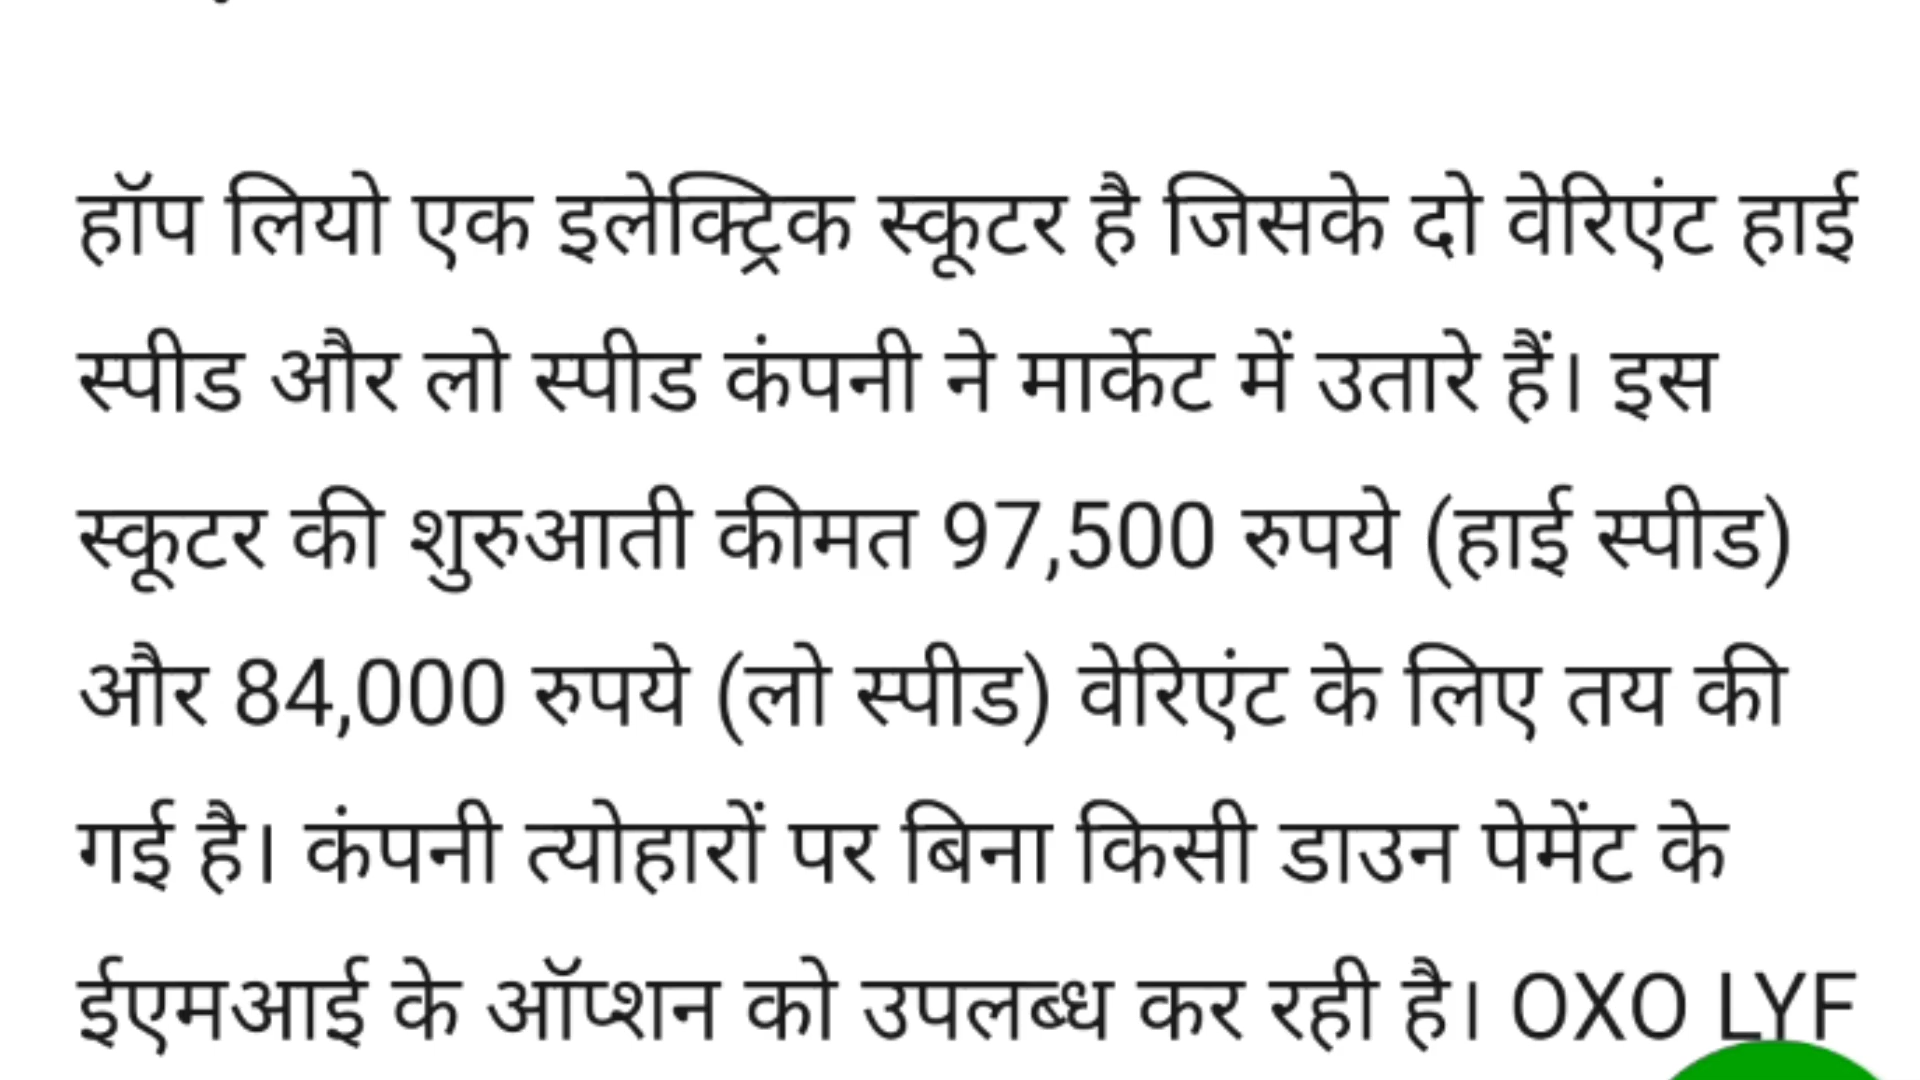 हॉप लियो एक इलेक्ट्रिक स्कूटर है जिसके दो वेरिएंट हाई
स्पीड और लो स्पीड कंपनी ने मार्केट में उतारे हैं। इस
स्कूटर की शुरुआती कीमत 97,500 रुपये (हाई स्पीड)
और 84,000 रुपये (लो स्पीड) वेरिएंट के लिए तय की
गई है। कंपनी त्योहारों पर बिना किसी डाउन पेमेंट के
ईएमआई के ऑप्शन को उपलब्ध कर रही है। OXO LYF